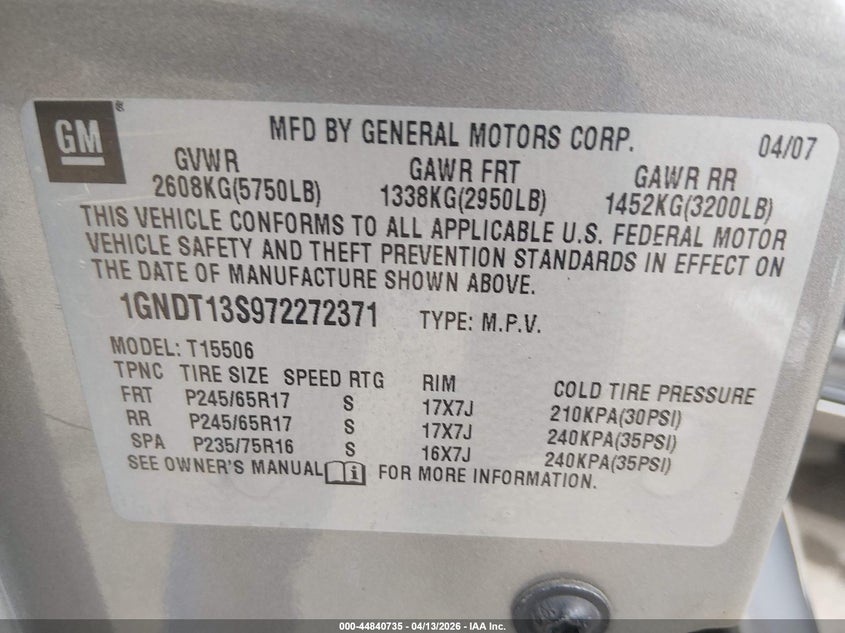 GM ®
MFD BY GENERAL MOTORS CORP. 04/07
GVWR GAWR FRT GAWR RR
2608KG(5750LB) 1338KG(2950LB) 1452KG(3200LB)
THIS VEHICLE CONFORMS TO ALL APPLICABLE U.S. FEDERAL MOTOR
VEHICLE SAFETY AND THEFT PREVENTION STANDARDS IN EFFECT ON
THE DATE OF MANUFACTURE SHOWN ABOVE.
1GNDT13S972272371 TYPE: M.P.V.
MODEL: T15506
TPNC TIRE SIZE SPEED RTG RIM COLD TIRE PRESSURE
FRT P245/65R17 S 17X7J 210KPA(30PSI)
RR P245/65R17 S 17X7J 240KPA(35PSI)
SPA P235/75R16 S 16X7J 240KPA(35PSI)
SEE OWNER'S MANUAL i FOR MORE INFORMATION.
000-44840735 - 04/13/2026 - IAA Inc.